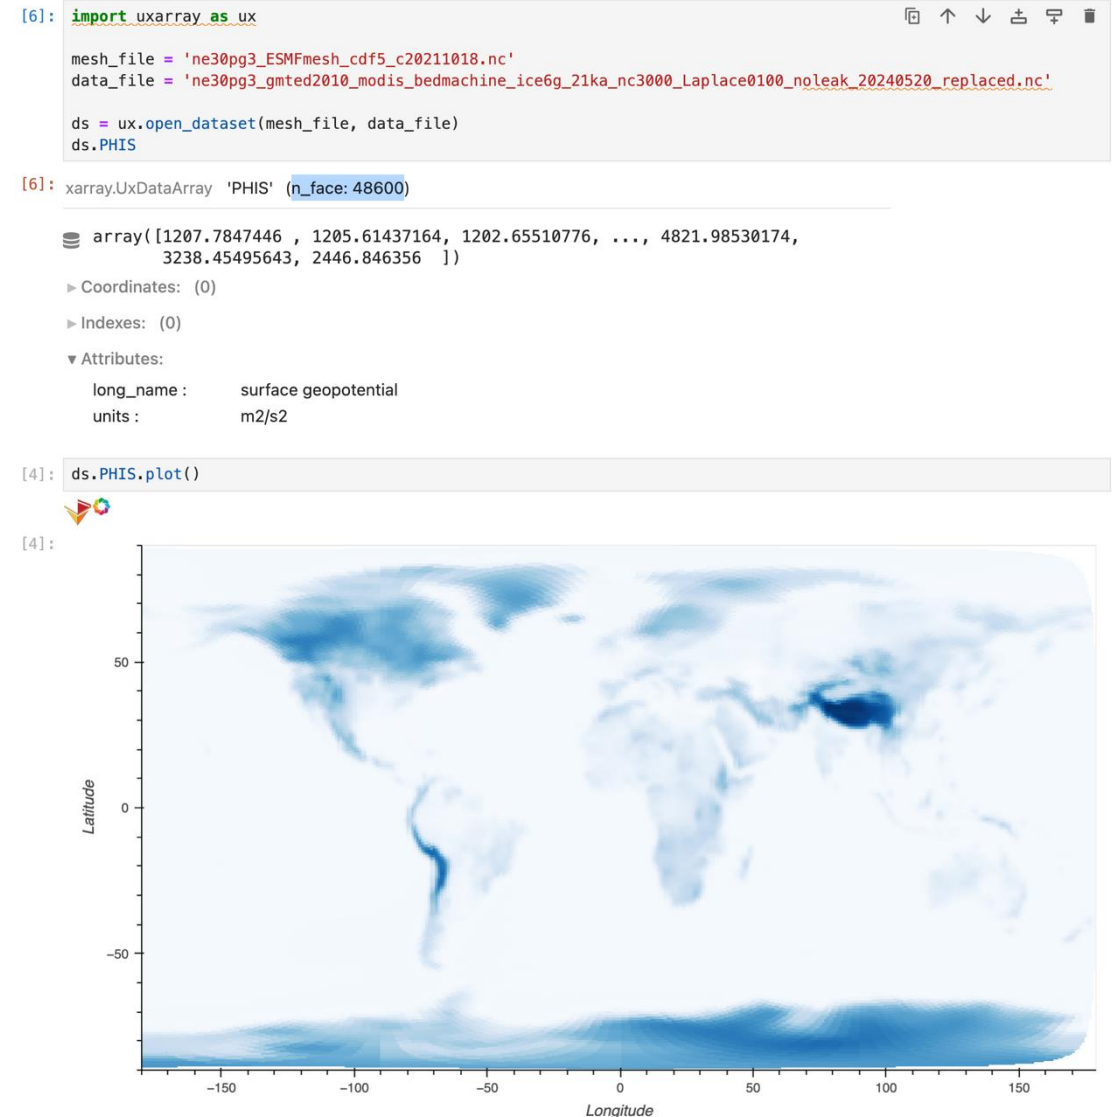 [6]: import uxarray as ux
mesh_file = 'ne30pg3_ESMFmesh_cdf5_c20211018.nc'
data_file = 'ne30pg3_gmted2010_modis_bedmachine_ice6g_21ka_nc3000_Laplace0100_noleak_20240520_replaced.nc'
ds = ux.open_dataset(mesh_file, data_file)
ds.PHIS
[6]: xarray.UxDataArray 'PHIS' (n_face: 48600)
array([1207.7847446 , 1205.61437164, 1202.65510776, ..., 4821.98530174,
3238.45495643, 2446.846356  ])
Coordinates: (0)
Indexes: (0)
Attributes:
long_name : surface geopotential
units : m2/s2
[4]: ds.PHIS.plot()
[4]:
50
0
−50
Latitude
−150 −100 −50 0 50 100 150
Longitude